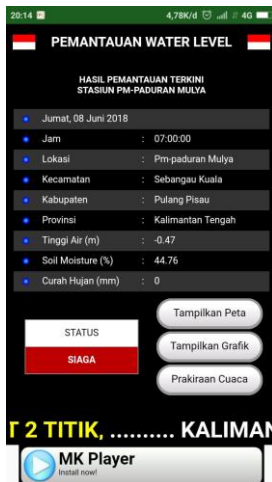 20:14 4,78K/d 4G
PEMANTAUAN WATER LEVEL
HASIL PEMANTAUAN TERKINI
STASIUN PM-PADURAN MULYA
Jumat, 08 Juni 2018
Jam : 07:00:00
Lokasi : Pm-paduran Mulya
Kecamatan : Sebangau Kuala
Kabupaten : Pulang Pisau
Provinsi : Kalimantan Tengah
Tinggi Air (m) : -0.47
Soil Moisture (%) : 44.76
Curah Hujan (mm) : 0
STATUS
SIAGA
Tampilkan Peta
Tampilkan Grafik
Prakiraan Cuaca
T 2 TITIK, .......... KALIMAN
MK Player
Install now!